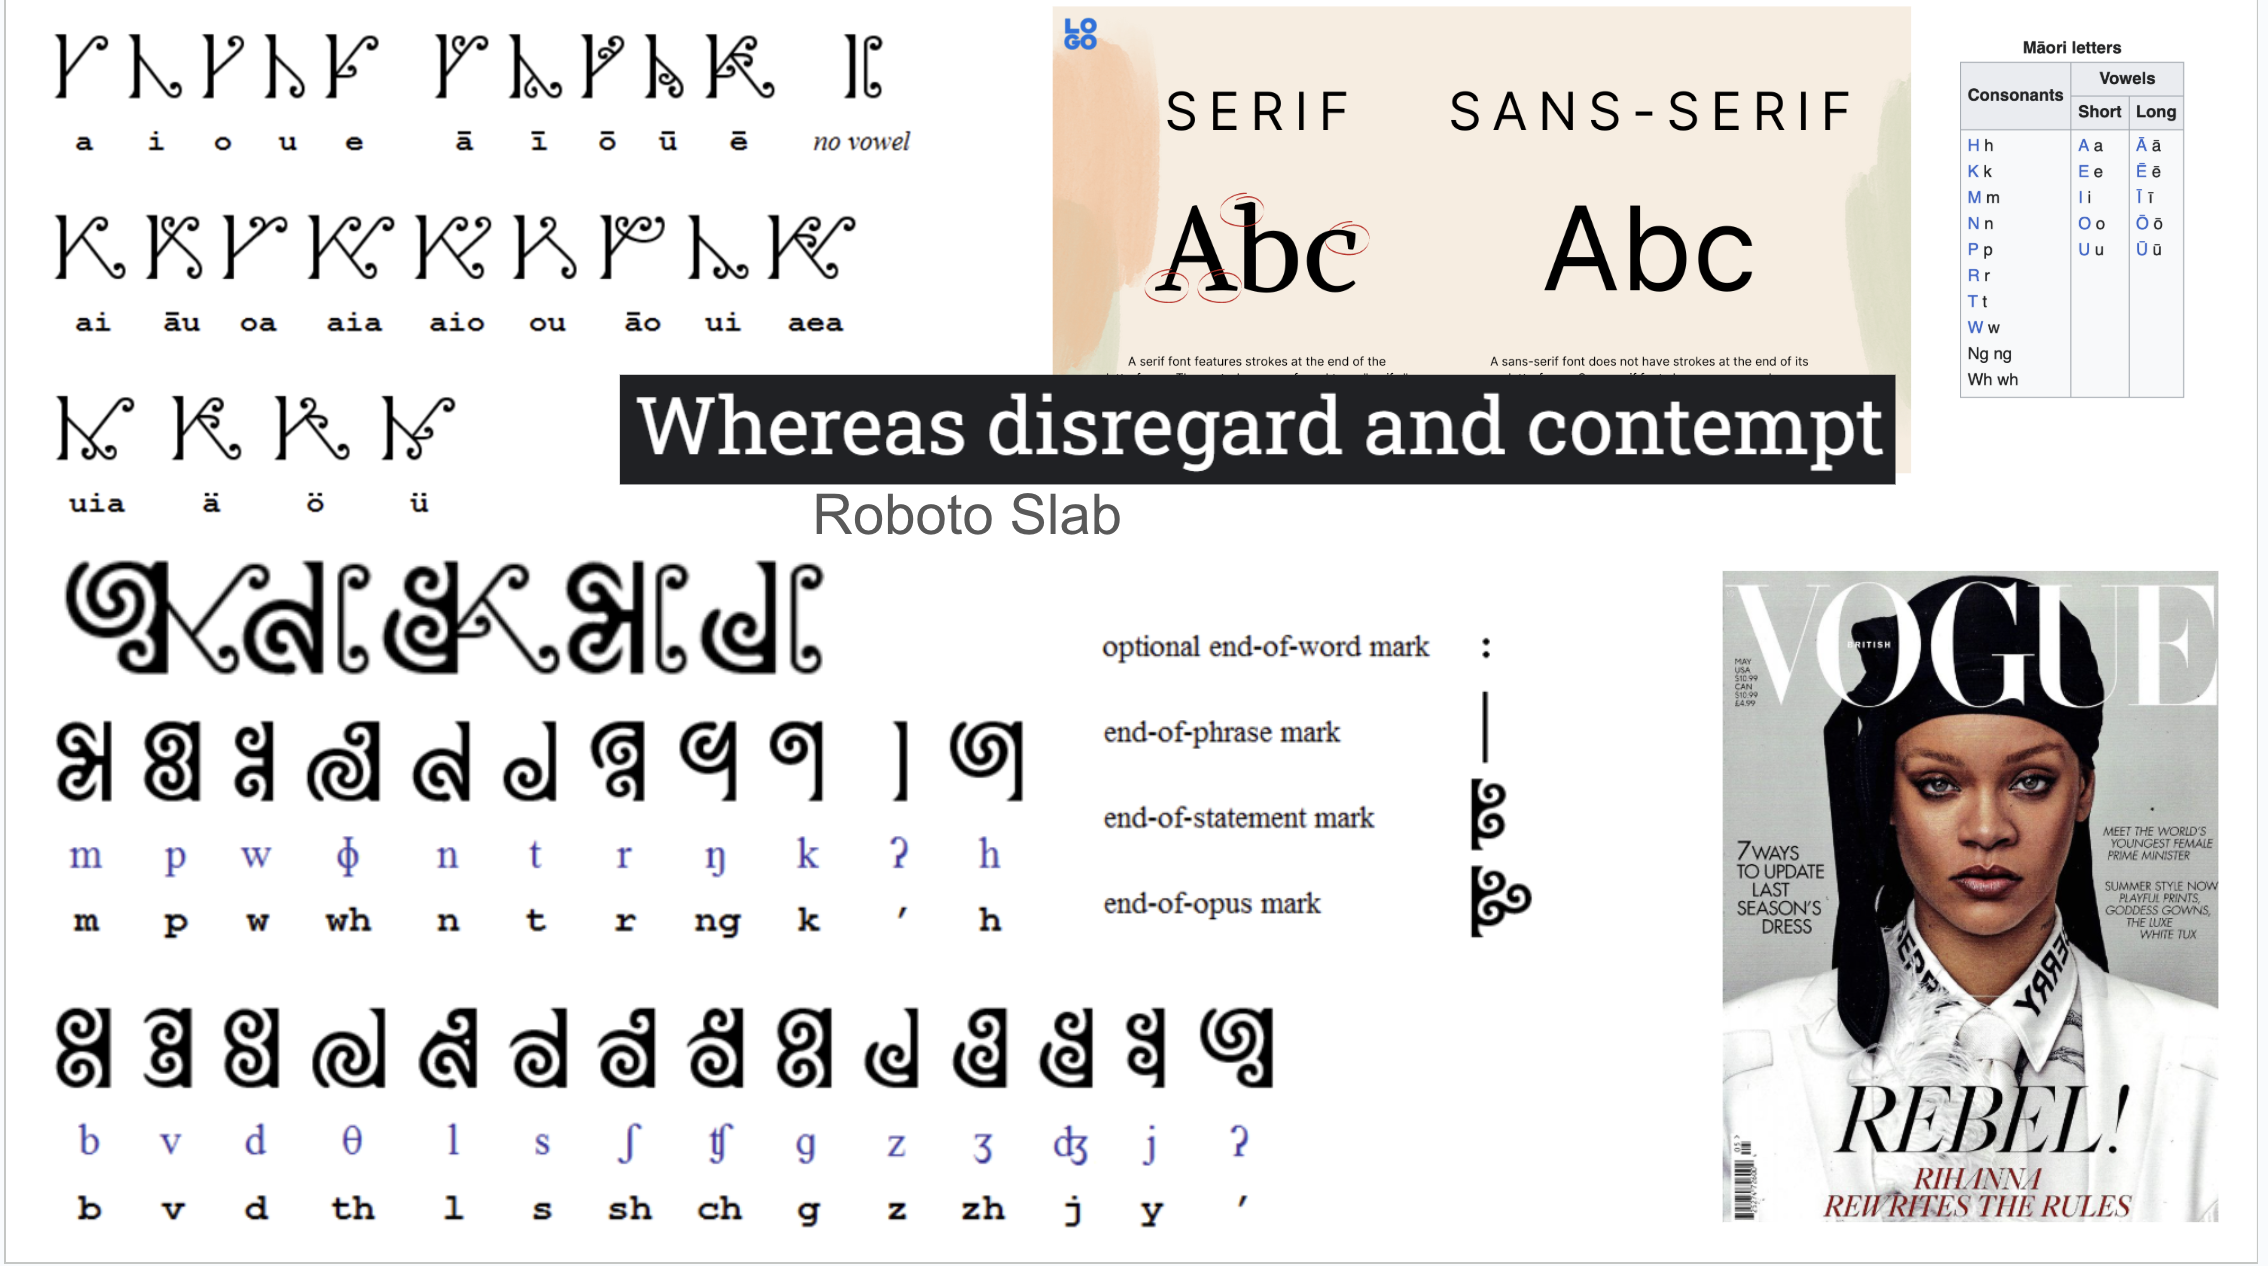 a i o u e ā ī ō ū ē no vowel
ai āu oa aia aio ou āo ui aea
uia ä ö ü
LO
GO
SERIF
Abc
A serif font features strokes at the end of the
SANS-SERIF
Abc
A sans-serif font does not have strokes at the end of its
Māori letters
Consonants Vowels
Short Long
H h A a Ā ā
K k E e Ē ē
M m I i Ī ī
N n O o Ō ō
P p U u Ū ū
R r
T t
W w
Ng ng
Wh wh
Whereas disregard and contempt
Roboto Slab
m p w ɸ n t r ŋ k ʔ h
m p w wh n t r ng k ’ h
optional end-of-word mark :
end-of-phrase mark |
end-of-statement mark
end-of-opus mark
b v d θ l s ʃ ʧ g z ʒ ʤ j ʔ
b v d th l s sh ch g z zh j y ’
VOGUE
BRITISH
MAY
USA
$10.99
CAN
$10.99
£4.99
7 WAYS
TO UPDATE
LAST
SEASON'S
DRESS
MEET THE WORLD'S
YOUNGEST FEMALE
PRIME MINISTER
SUMMER STYLE NOW
PLAYFUL PRINTS,
GODDESS GOWNS,
THE LUXE
WHITE TUX
REBEL!
RIHANNA
REWRITES THE RULES